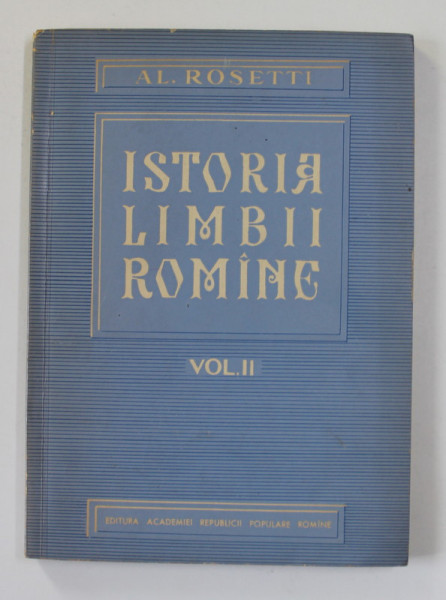 AL. ROSETTI
ISTORIA
LIMBII
ROMÎNE
VOL. II
EDITURA ACADEMIEI REPUBLICII POPULARE ROMÎNE